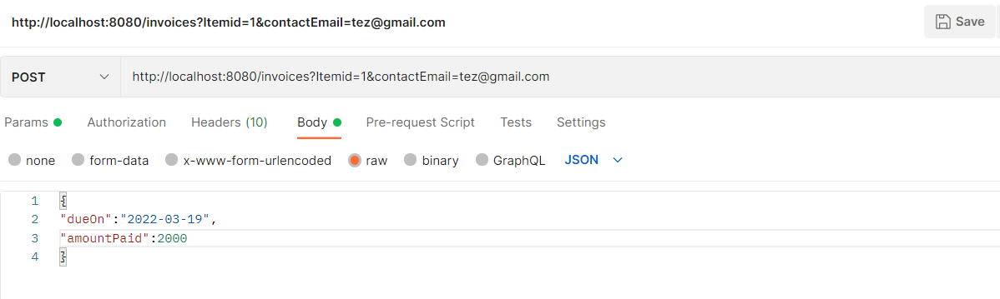 http://localhost:8080/invoices?Itemid=1&contactEmail=tez@gmail.com
Save
POST
http://localhost:8080/invoices?Itemid=1&contactEmail=tez@gmail.com
Params Authorization Headers (10) Body Pre-request Script Tests Settings
none form-data x-www-form-urlencoded raw binary GraphQL JSON
1 {
2 "dueOn":"2022-03-19",
3 "amountPaid":2000
4 }